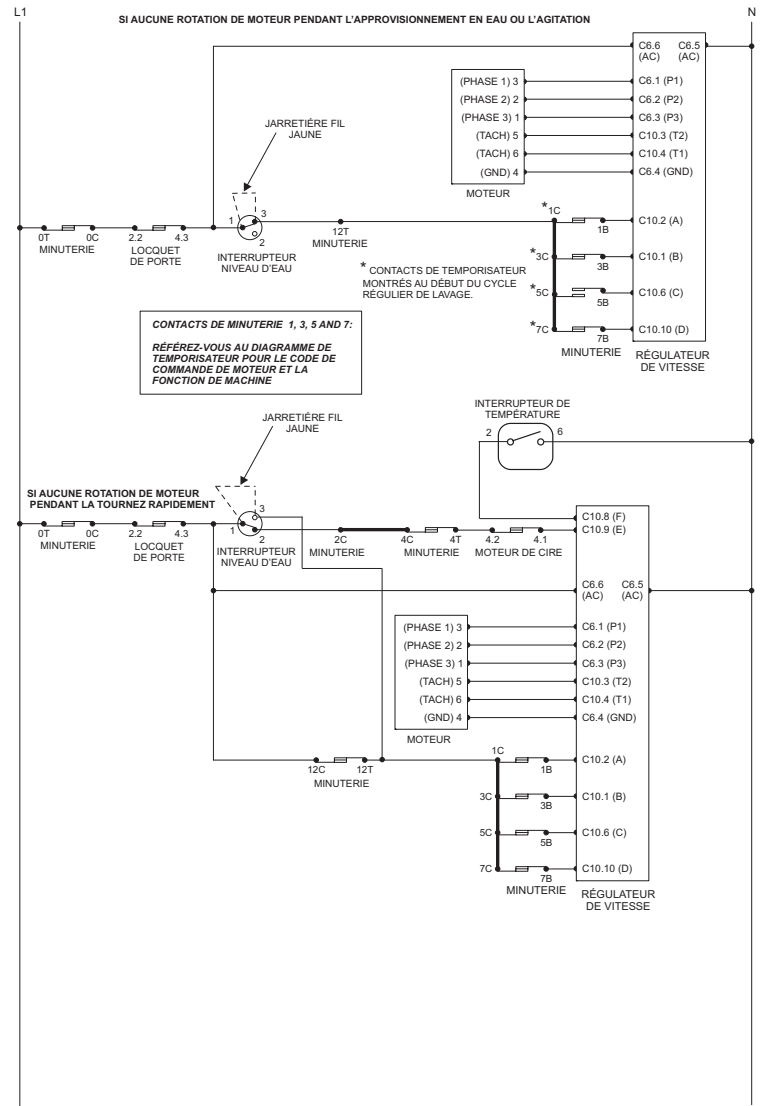 L1
N
SI AUCUNE ROTATION DE MOTEUR PENDANT L'APPROVISIONNEMENT EN EAU OU L'AGITATION
C6.6 C6.5
(AC) (AC)
(PHASE 1) 3 C6.1 (P1)
(PHASE 2) 2 C6.2 (P2)
(PHASE 3) 1 C6.3 (P3)
(TACH) 5 C10.3 (T2)
(TACH) 6 C10.4 (T1)
(GND) 4 C6.4 (GND)
MOTEUR
JARRETIÉRE FIL
JAUNE
1 3
2
0T 0C 2.2 4.3
MINUTERIE
LOCQUET
DE PORTE
INTERRUPTEUR
NIVEAU D'EAU
12T
MINUTERIE
*1C 1B C10.2 (A)
*3C 3B C10.1 (B)
*5C 5B C10.6 (C)
*7C 7B C10.10 (D)
MINUTERIE
RÉGULATEUR
DE VITESSE
* CONTACTS DE TEMPORISATEUR
MONTRÉS AU DÉBUT DU CYCLE
RÉGULIER DE LAVAGE.
CONTACTS DE MINUTERIE 1, 3, 5 AND 7:
RÉFÉREZ-VOUS AU DIAGRAMME DE
TEMPORISATEUR POUR LE CODE DE
COMMANDE DE MOTEUR ET LA
FONCTION DE MACHINE
INTERRUPTEUR DE
TEMPÉRATURE
2 6
JARRETIÉRE FIL
JAUNE
SI AUCUNE ROTATION DE MOTEUR
PENDANT LA TOURNEZ RAPIDEMENT
1 3
2
0T 0C 2.2 4.3
MINUTERIE
LOCQUET
DE PORTE
INTERRUPTEUR
NIVEAU D'EAU
2C 4C 4T 4.2 4.1
MINUTERIE MINUTERIE MOTEUR DE CIRE
C10.8 (F)
C10.9 (E)
C6.6 C6.5
(AC) (AC)
(PHASE 1) 3 C6.1 (P1)
(PHASE 2) 2 C6.2 (P2)
(PHASE 3) 1 C6.3 (P3)
(TACH) 5 C10.3 (T2)
(TACH) 6 C10.4 (T1)
(GND) 4 C6.4 (GND)
MOTEUR
12C 12T
MINUTERIE
1C 1B C10.2 (A)
3C 3B C10.1 (B)
5C 5B C10.6 (C)
7C 7B C10.10 (D)
MINUTERIE
RÉGULATEUR
DE VITESSE